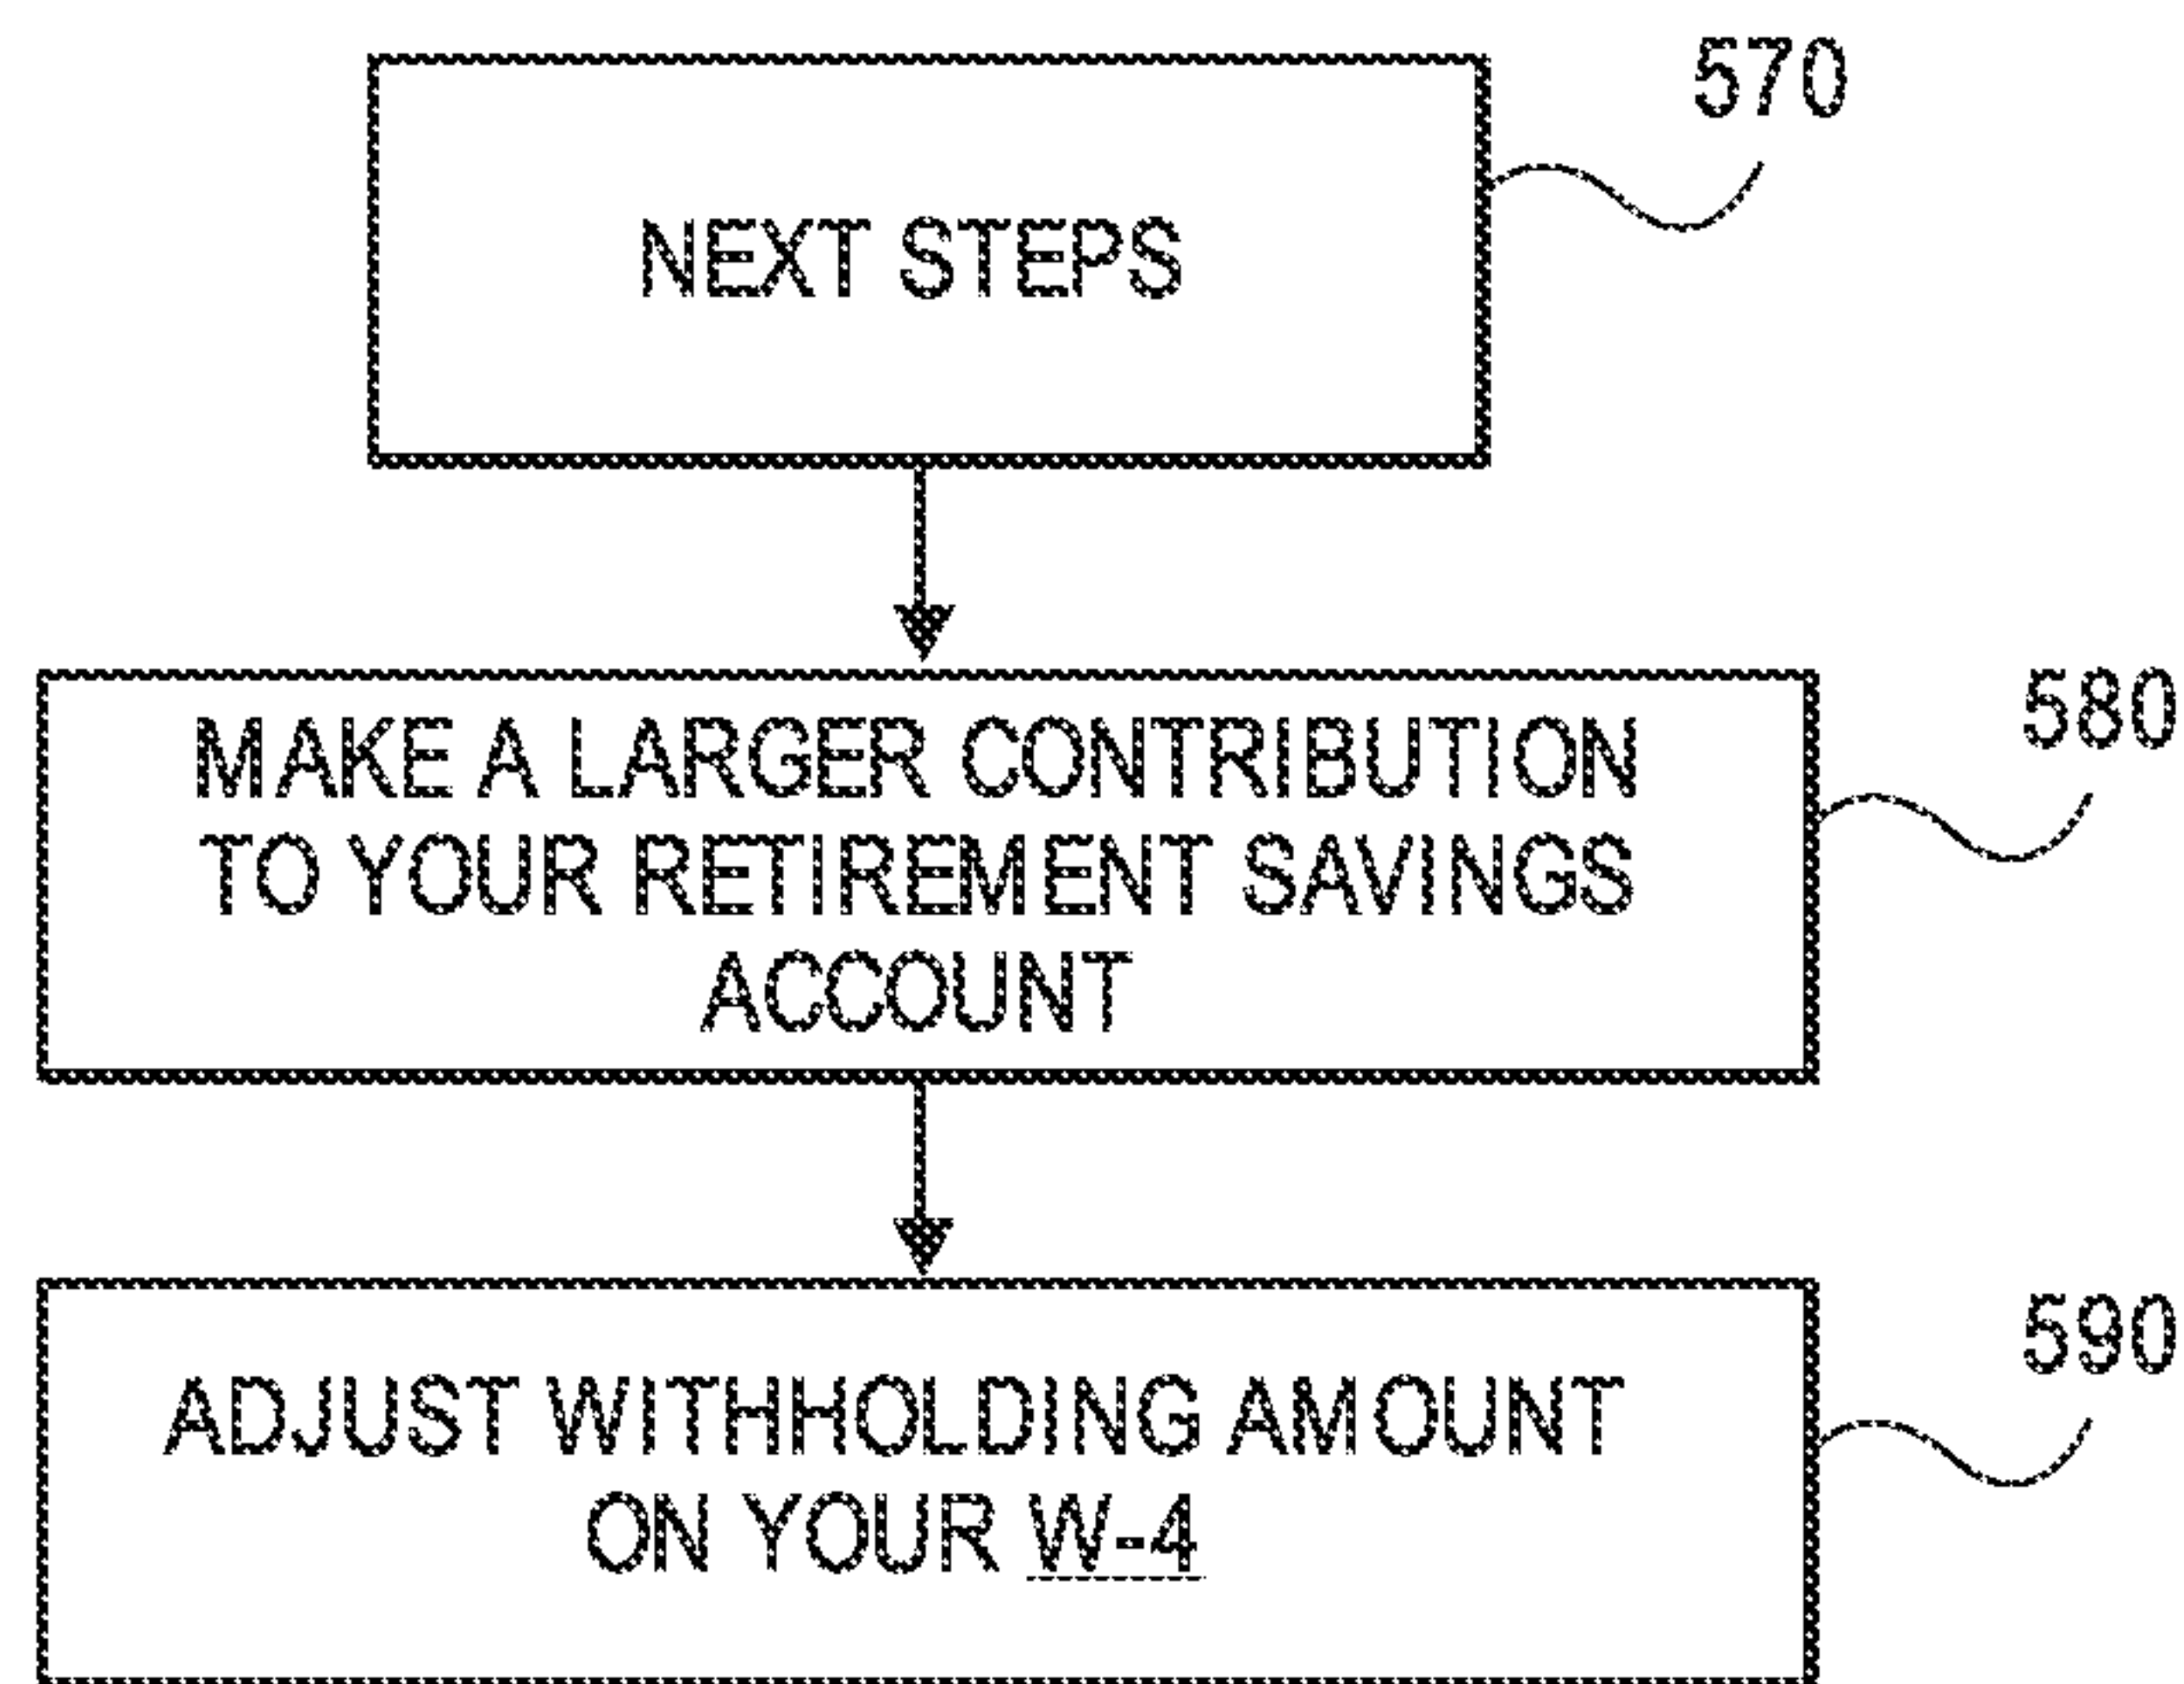 570
NEXT STEPS
580
MAKE A LARGER CONTRIBUTION
TO YOUR RETIREMENT SAVINGS
ACCOUNT
590
ADJUST WITHHOLDING AMOUNT
ON YOUR W-4